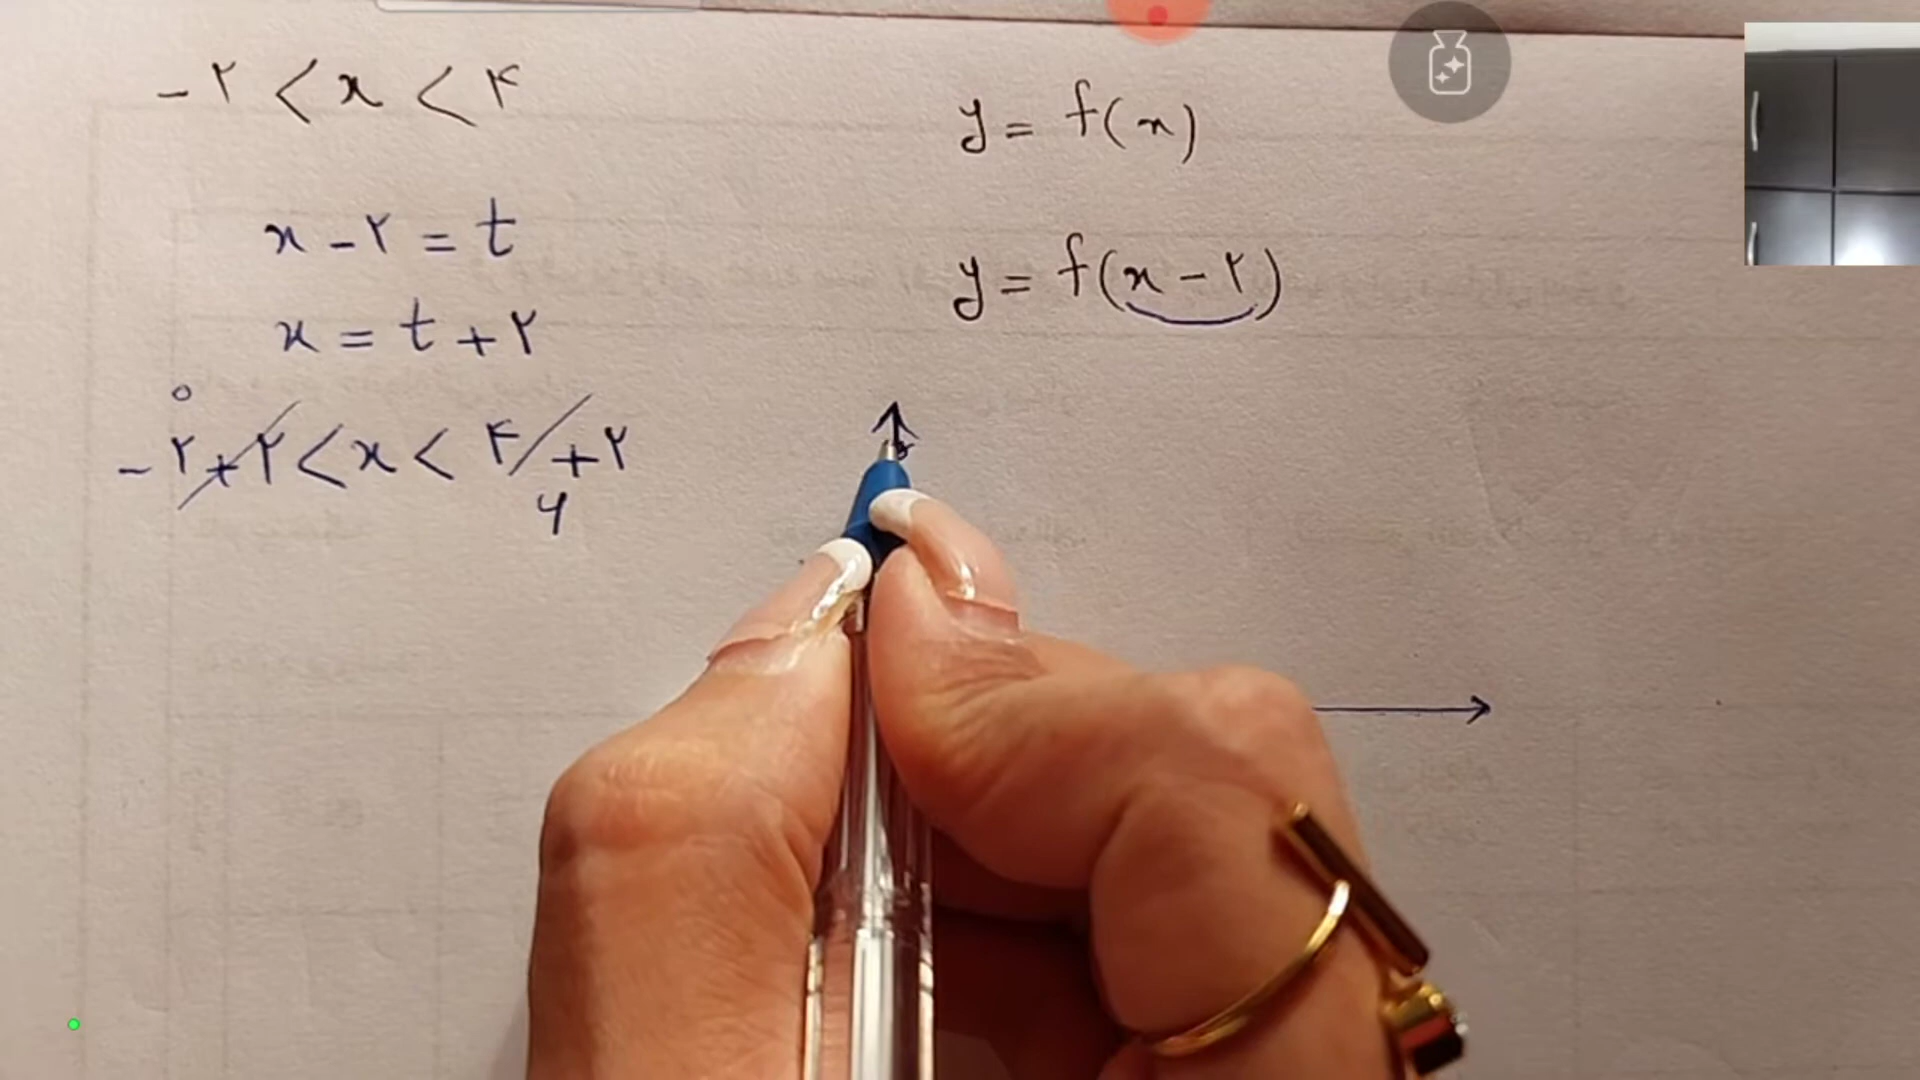 -۲ < x < ۴
x - ۲ = t
x = t + ۲
۰
-۲ + ۲ < x < ۴ + ۲
۶
y = f(x)
y = f(x - ۲)